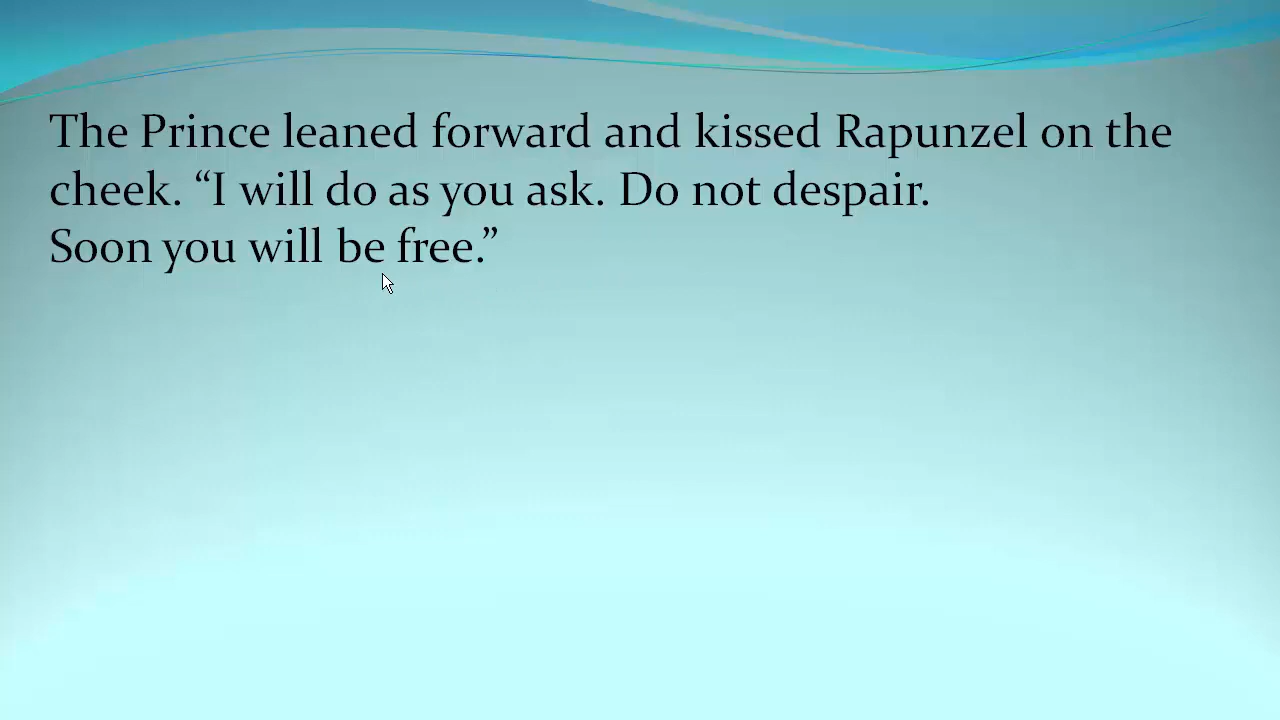 The Prince leaned forward and kissed Rapunzel on the
cheek. “I will do as you ask. Do not despair.
Soon you will be free.”